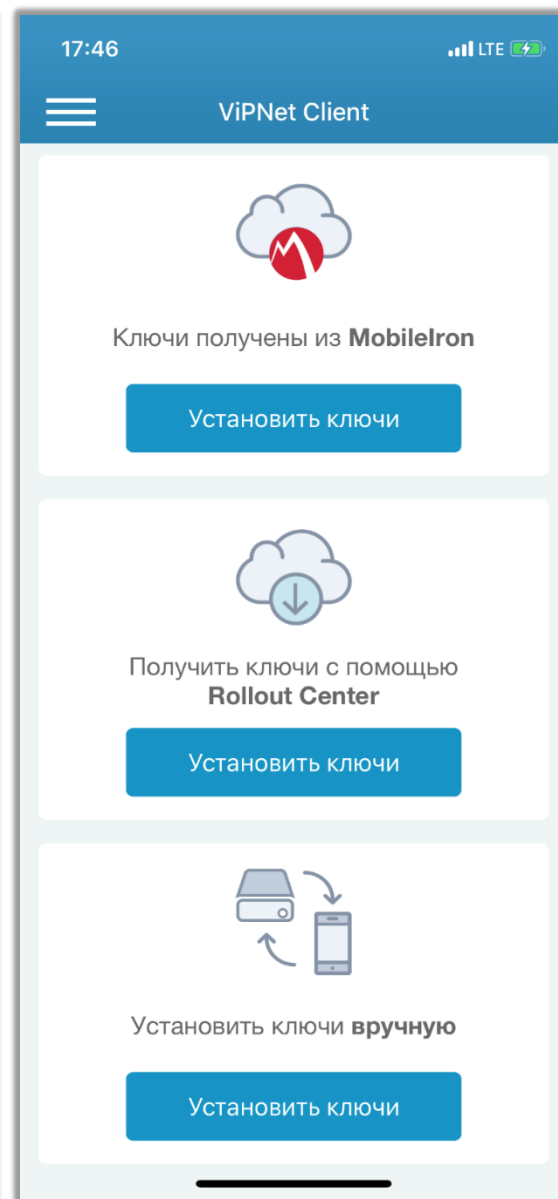 17:46
LTE
ViPNet Client
Ключи получены из MobileIron
Установить ключи
Получить ключи с помощью
Rollout Center
Установить ключи
Установить ключи вручную
Установить ключи